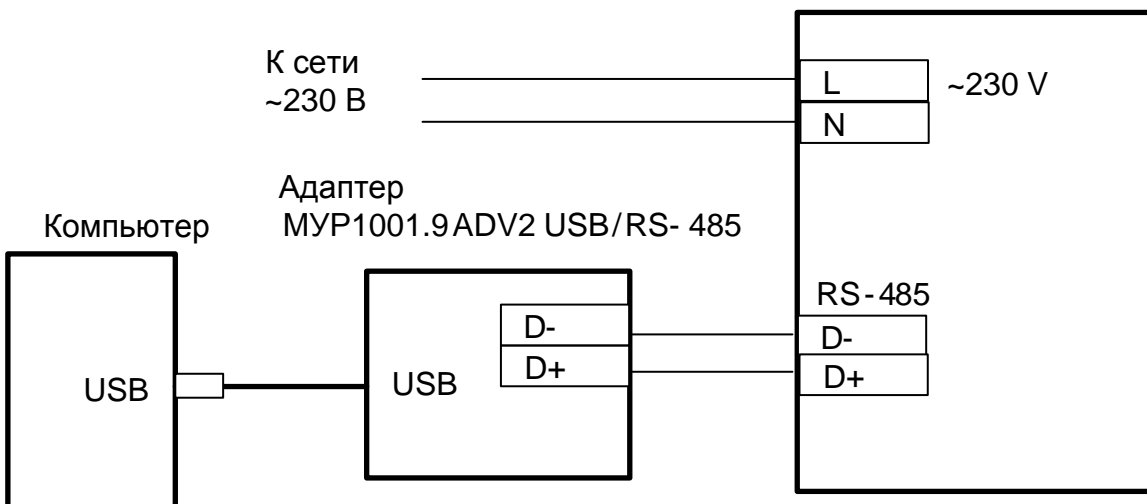 К сети
~230 В
L
~230 V
N
Адаптер
МУР1001.9 ADV2 USB/RS- 485
Компьютер
RS-485
D-
D+
D-
D+
USB
USB